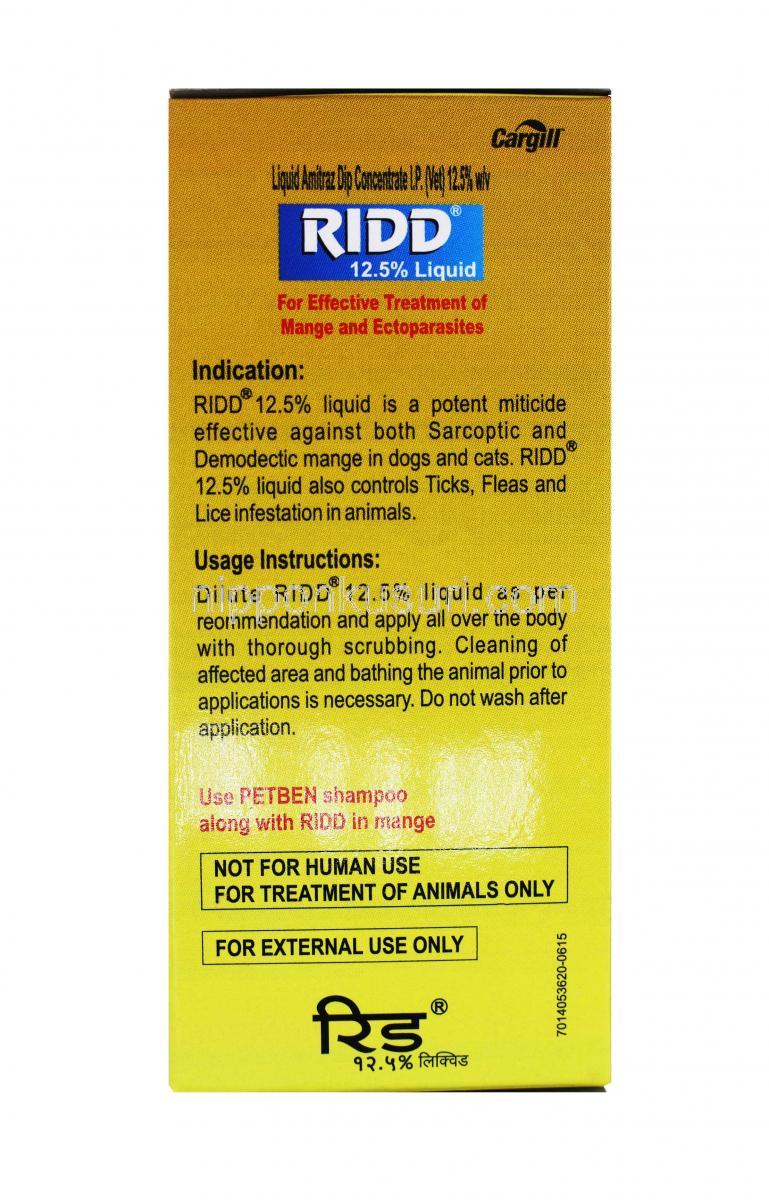 Cargill
Liquid Amitraz Dip Concentrate I.P. (Vet) 12.5% w/v
RIDD®
12.5% Liquid
For Effective Treatment of
Mange and Ectoparasites
Indication:
RIDD® 12.5% liquid is a potent miticide
effective against both Sarcoptic and
Demodectic mange in dogs and cats. RIDD®
12.5% liquid also controls Ticks, Fleas and
Lice infestation in animals.
Usage Instructions:
Dilute RIDD® 12.5% liquid as per
nipponkusuri.com
reommendation and apply all over the body
with thorough scrubbing. Cleaning of
affected area and bathing the animal prior to
applications is necessary. Do not wash after
application.
Use PETBEN shampoo
along with RIDD in mange
NOT FOR HUMAN USE
FOR TREATMENT OF ANIMALS ONLY
FOR EXTERNAL USE ONLY
7014053620-0615
रिड®
१२.५% लिक्विड